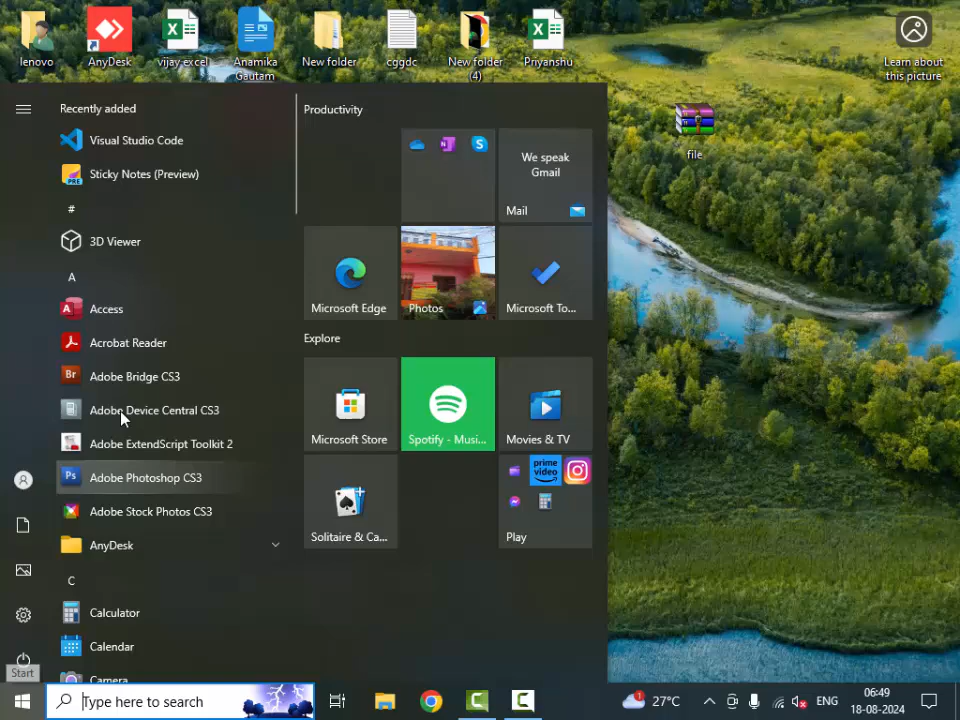 lenovo
AnyDesk
vijay excel
Anamika
Gautam
New folder
cggdc
New folder
(4)
Priyanshu
Learn about
this picture
file
Recently added
Visual Studio Code
Sticky Notes (Preview)
#
3D Viewer
A
Access
Acrobat Reader
Adobe Bridge CS3
Adobe Device Central CS3
Adobe ExtendScript Toolkit 2
Adobe Photoshop CS3
Adobe Stock Photos CS3
AnyDesk
C
Calculator
Calendar
Camera
Productivity
We speak
Gmail
Mail
Microsoft Edge
Photos
Microsoft To...
Explore
Microsoft Store
Spotify - Musi...
Movies & TV
prime
video
Solitaire & Ca...
Play
Start
Type here to search
27°C
ENG
06:49
18-08-2024